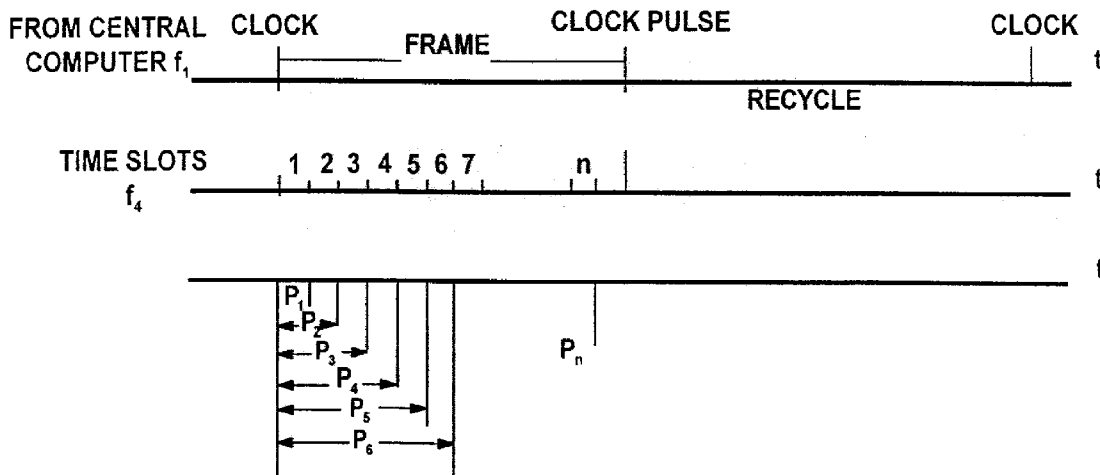 FROM CENTRAL COMPUTER f₁
CLOCK
FRAME
CLOCK PULSE
CLOCK
t
RECYCLE
TIME SLOTS f₄
1 2 3 4 5 6 7 n
t
t
P₁
P₂
P₃
Pₙ
P₄
P₅
P₆